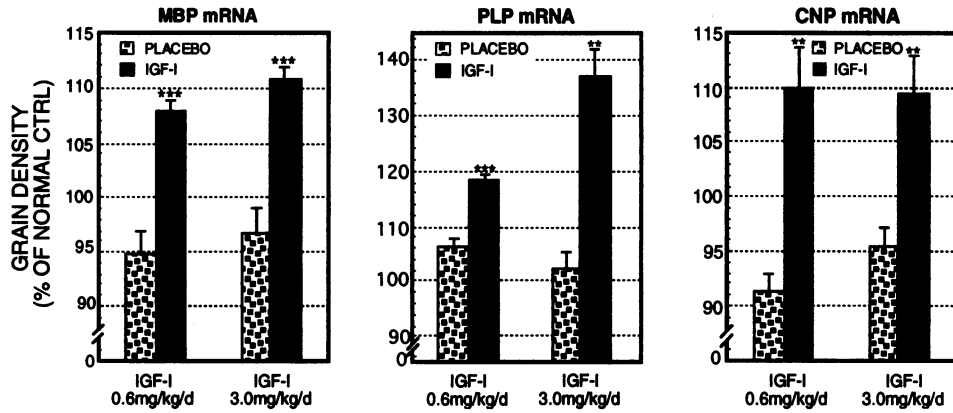 MBP mRNA
115
PLACEBO
IGF-I
***
***
110
105
100
95
90
0
GRAIN DENSITY
(% OF NORMAL CTRL)
IGF-I
0.6mg/kg/d
IGF-I
3.0mg/kg/d
PLP mRNA
PLACEBO
IGF-I
**
***
140
130
120
110
100
90
0
IGF-I
0.6mg/kg/d
IGF-I
3.0mg/kg/d
CNP mRNA
115
PLACEBO
IGF-I
**
**
110
105
100
95
90
0
IGF-I
0.6mg/kg/d
IGF-I
3.0mg/kg/d